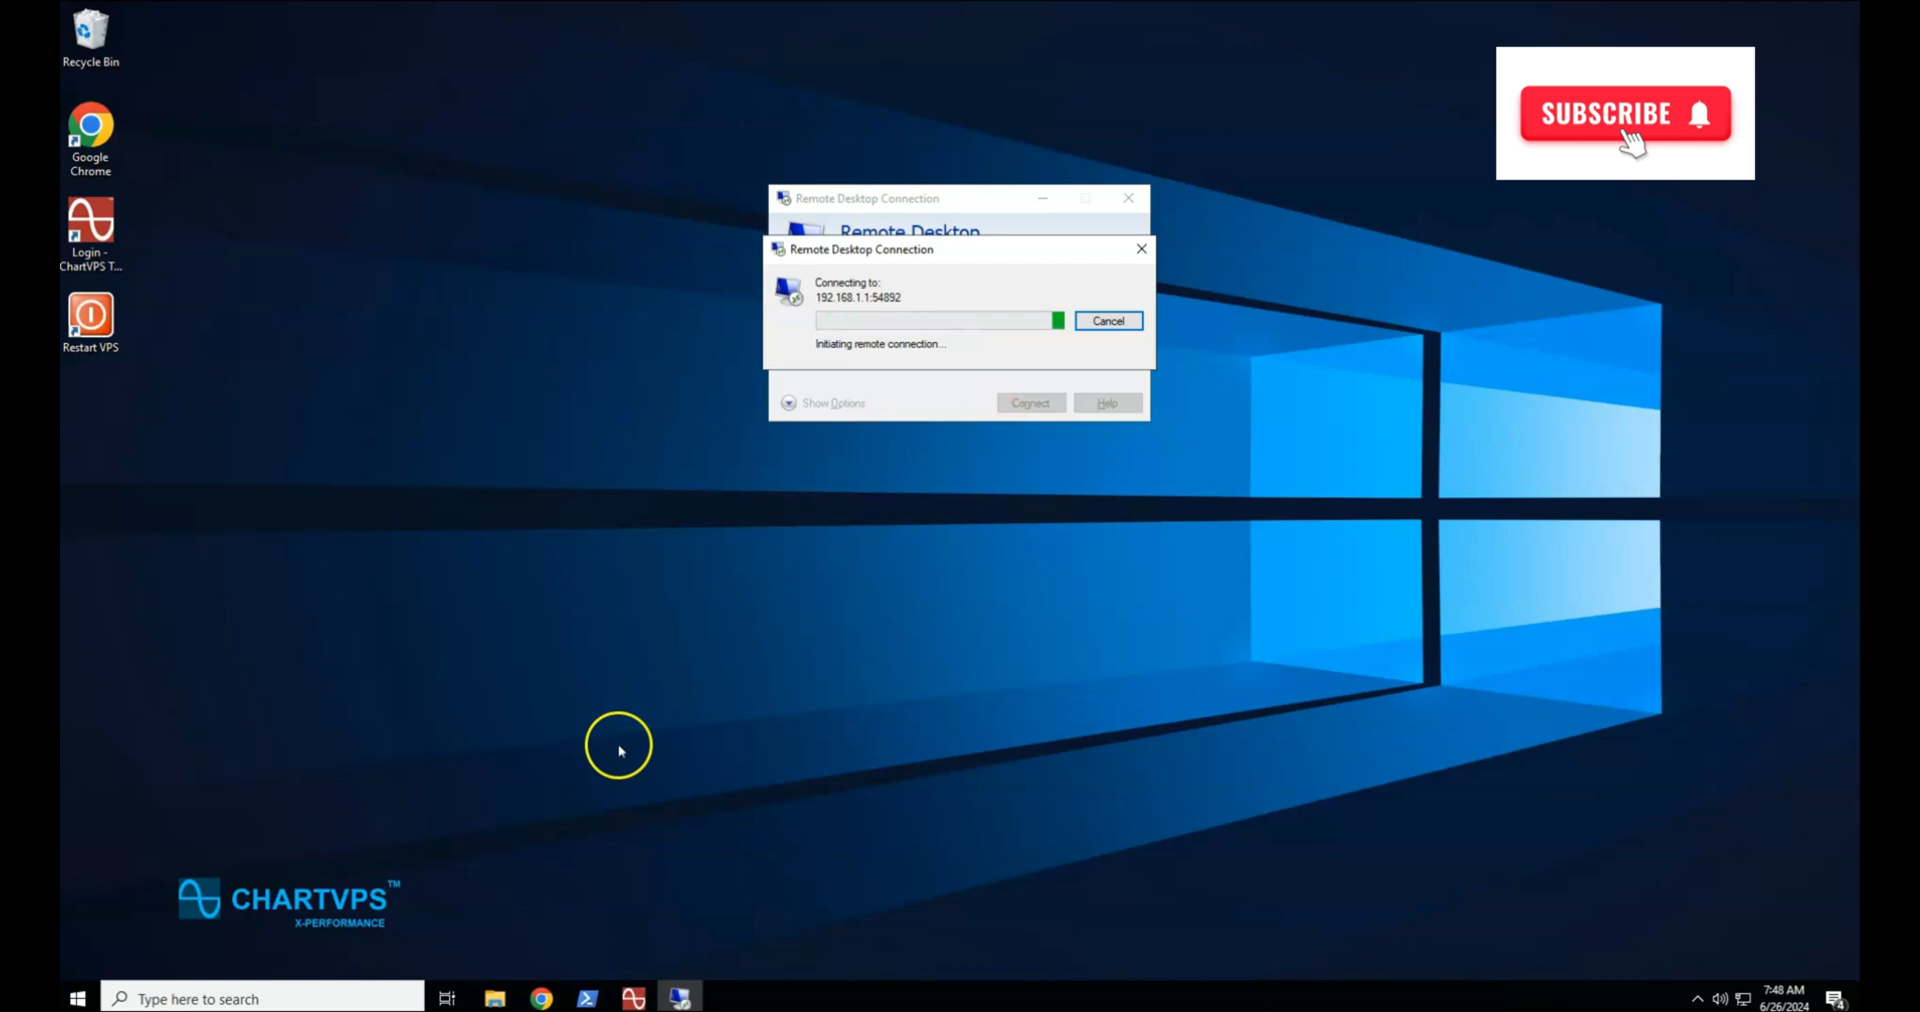 Recycle Bin
Google
Chrome
Login -
ChartVPS T...
Restart VPS
SUBSCRIBE
Remote Desktop Connection
Remote Desktop
Remote Desktop Connection
Connecting to:
192.168.1.1:54892
Cancel
Initiating remote connection...
Show Options
Connect
Help
CHARTVPS™
X-PERFORMANCE
Type here to search
7:48 AM
6/26/2024
4